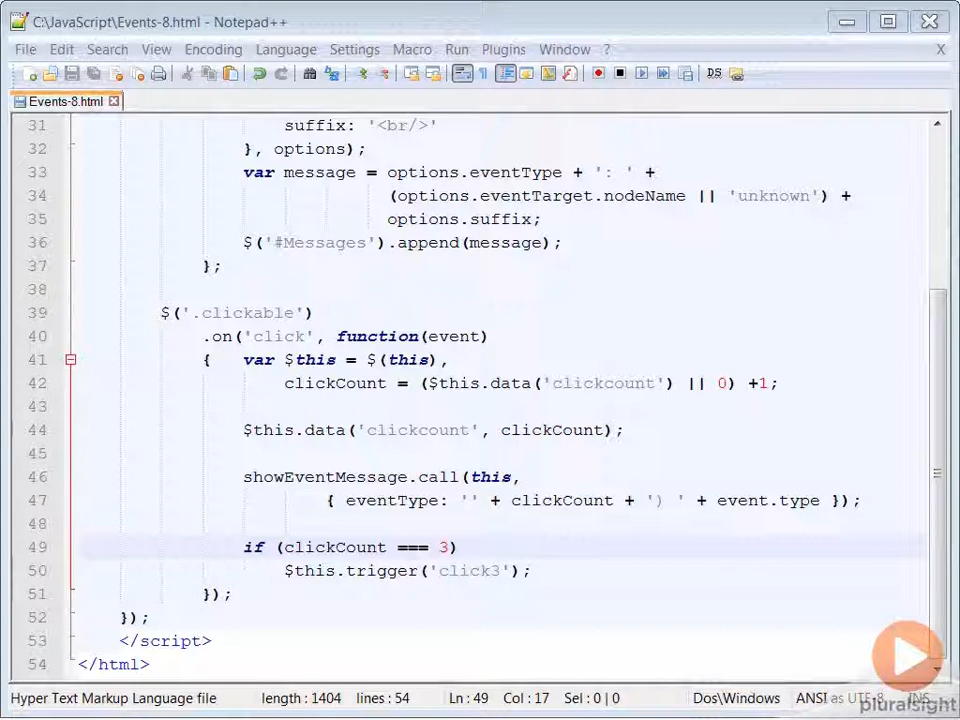 C:\JavaScript\Events-8.html - Notepad++
File Edit Search View Encoding Language Settings Macro Run Plugins Window ? X
DS
Events-8.html
31 suffix: '<br/>'
32 }, options);
33 var message = options.eventType + ': ' +
34 (options.eventTarget.nodeName || 'unknown') +
35 options.suffix;
36 $('#Messages').append(message);
37 };
38
39 $('.clickable')
40 .on('click', function(event)
41 { var $this = $(this),
42 clickCount = ($this.data('clickcount') || 0) +1;
43
44 $this.data('clickcount', clickCount);
45
46 showEventMessage.call(this,
47 { eventType: '' + clickCount + ') ' + event.type });
48
49 if (clickCount === 3)
50 $this.trigger('click3');
51 });
52 });
53 </script>
54 </html>
Hyper Text Markup Language file length : 1404 lines : 54 Ln : 49 Col : 17 Sel : 0 | 0 Dos\Windows ANSI as UTF-8 INS
pluralsight